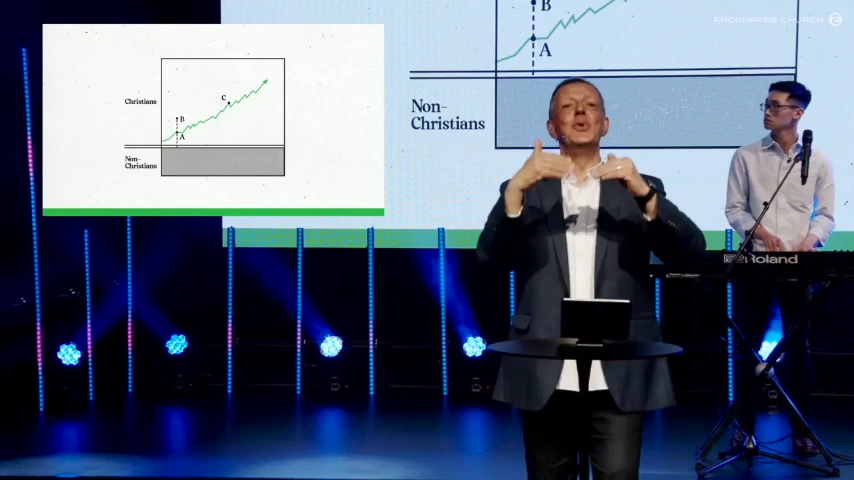 ENCOMPASS CHURCH
B
A
Non-
Christians
Christians
C
B
A
Non-
Christians
Roland